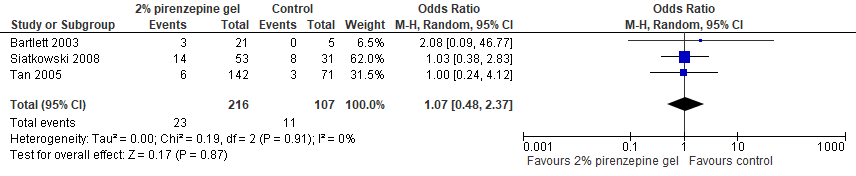 2% pirenzepine gel Control Odds Ratio Odds Ratio
Study or Subgroup Events Total Events Total Weight M-H, Random, 95% CI M-H, Random, 95% CI
Bartlett 2003 3 21 0 5 6.5% 2.08 [0.09, 46.77]
Siatkowski 2008 14 53 8 31 62.0% 1.03 [0.38, 2.83]
Tan 2005 6 142 3 71 31.5% 1.00 [0.24, 4.12]
Total (95% CI) 216 107 100.0% 1.07 [0.48, 2.37]
Total events 23 11
Heterogeneity: Tau² = 0.00; Chi² = 0.19, df = 2 (P = 0.91); I² = 0%
Test for overall effect: Z = 0.17 (P = 0.87)
0.001 0.1 1 10 1000
Favours 2% pirenzepine gel Favours control